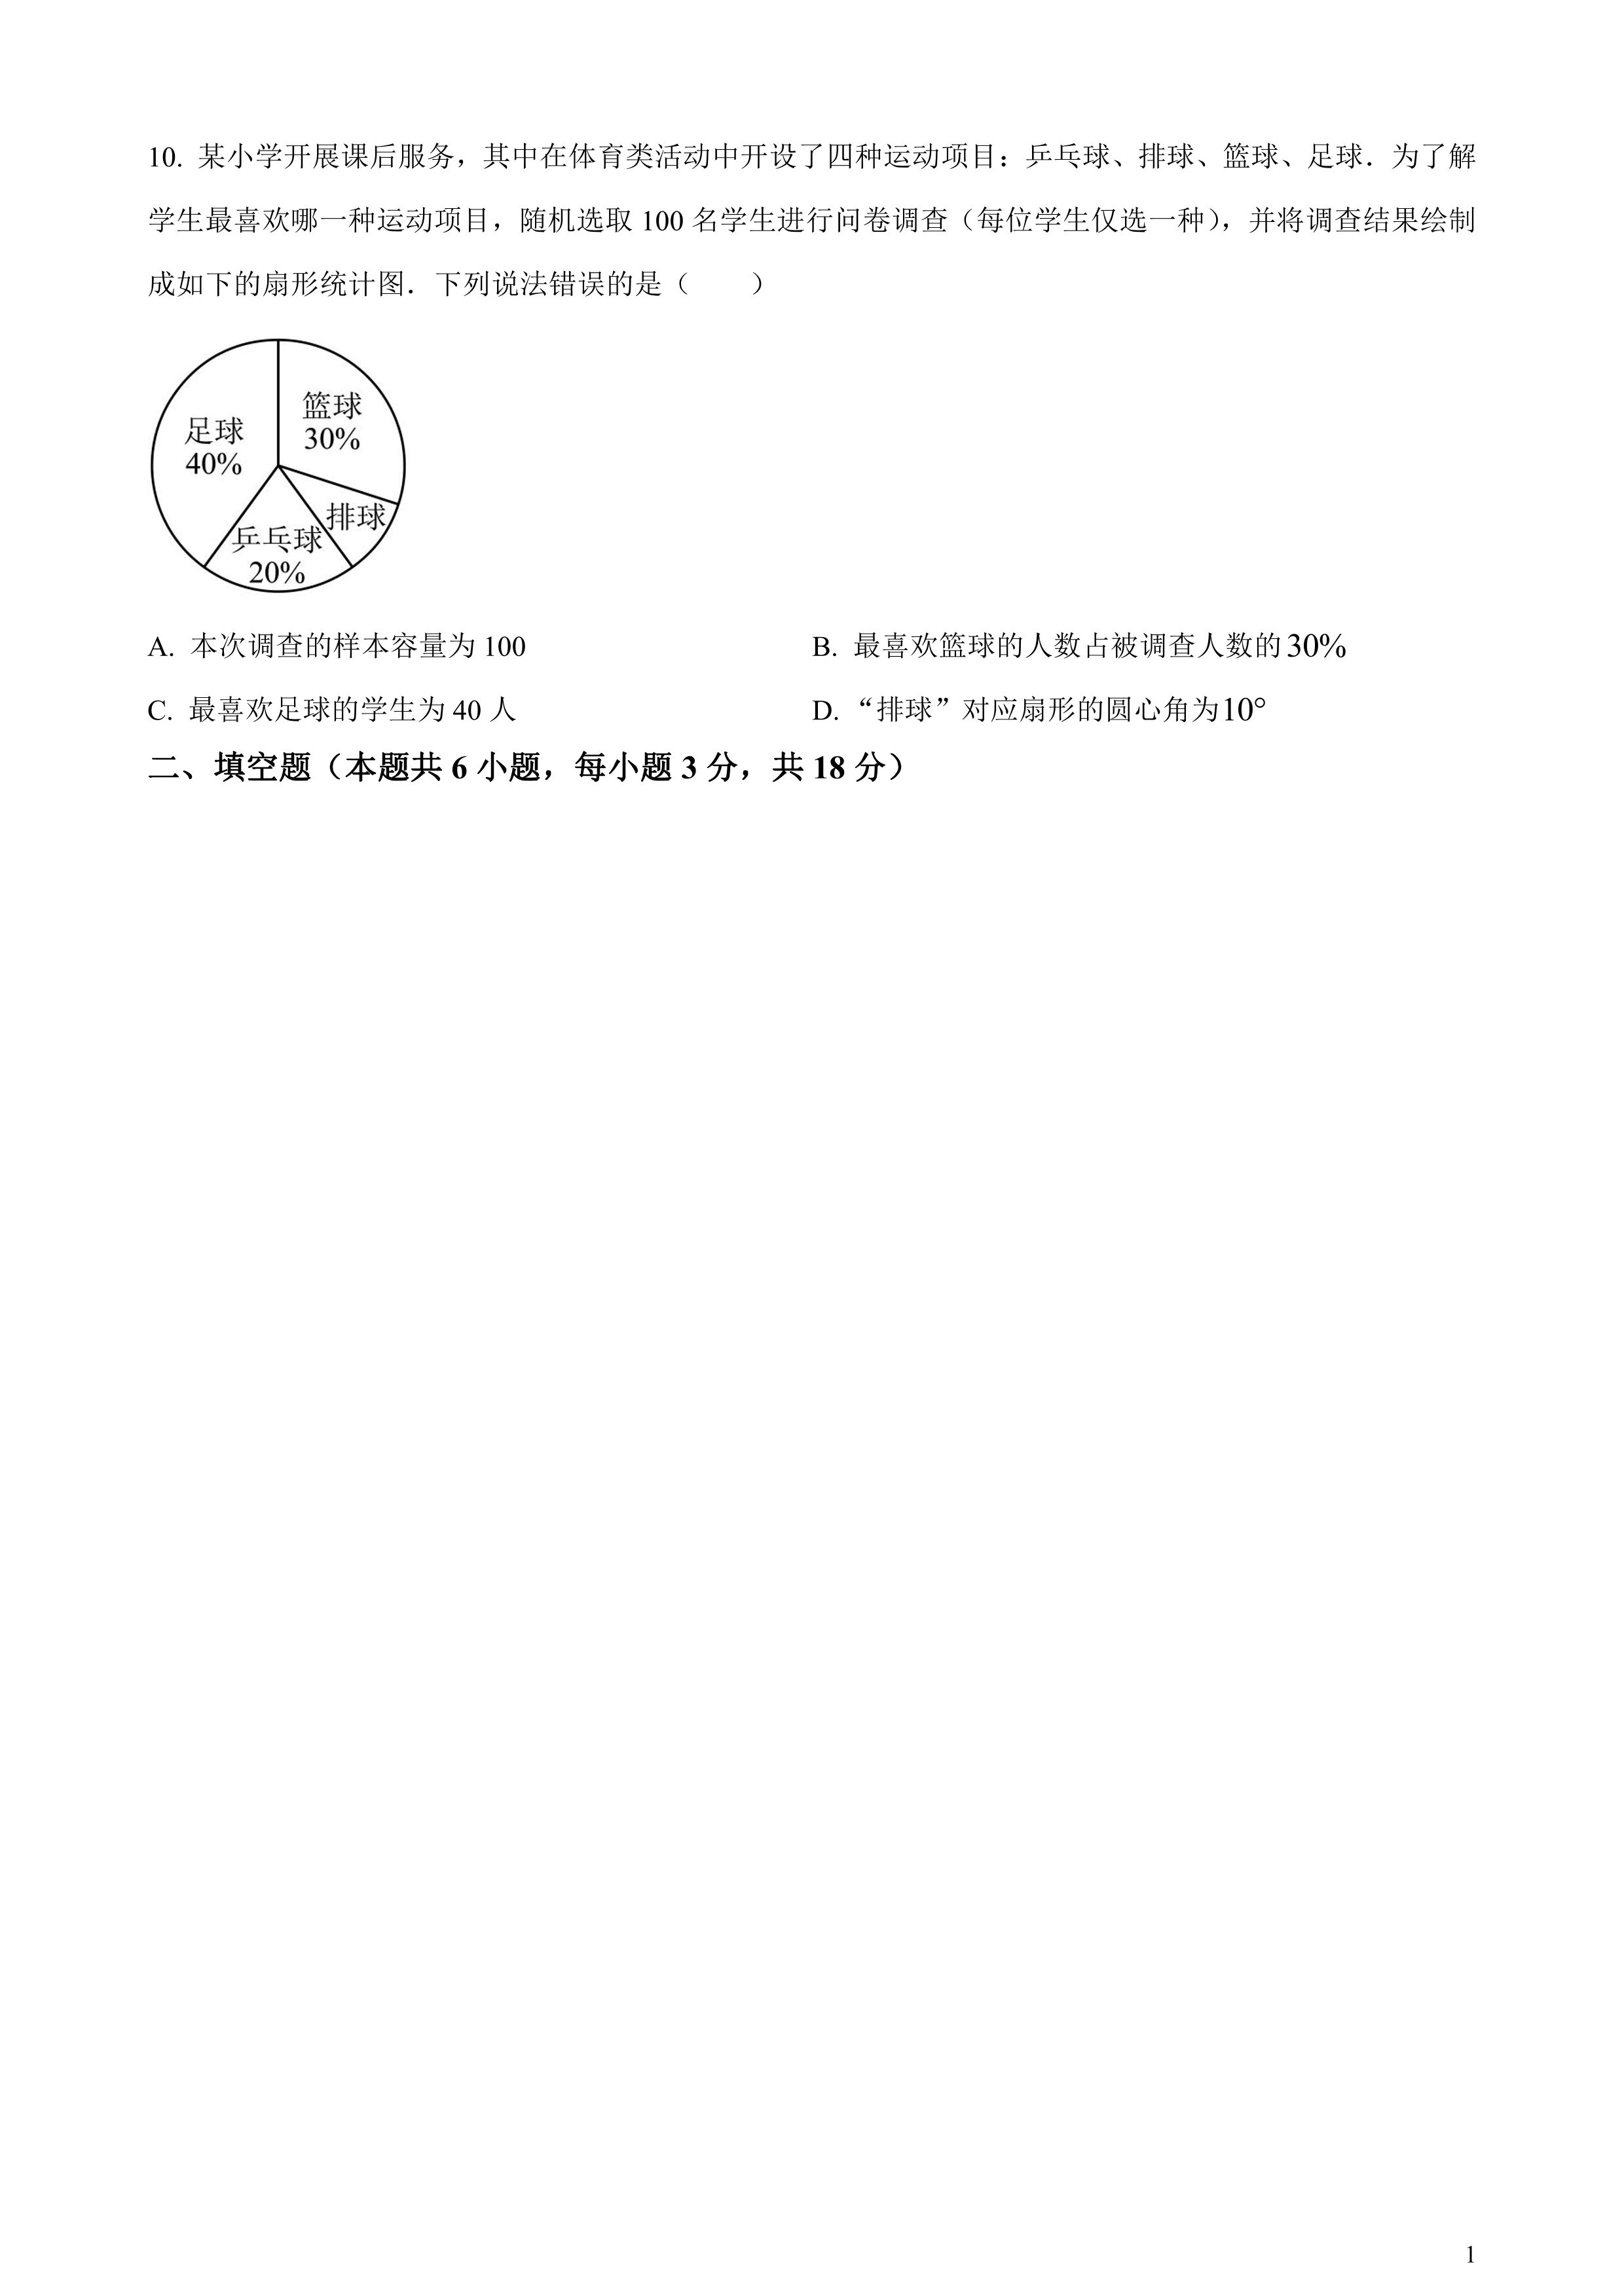 10. 某小学开展课后服务，其中在体育类活动中开设了四种运动项目：乒乓球、排球、篮球、足球．为了解
学生最喜欢哪一种运动项目，随机选取 100 名学生进行问卷调查（每位学生仅选一种），并将调查结果绘制
成如下的扇形统计图．下列说法错误的是（　　）
篮球
30%
足球
40%
排球
乒乓球
20%
A. 本次调查的样本容量为 100
B. 最喜欢篮球的人数占被调查人数的30%
C. 最喜欢足球的学生为 40 人
D. “排球”对应扇形的圆心角为10°
二、填空题（本题共 6 小题，每小题 3 分，共 18 分）
1